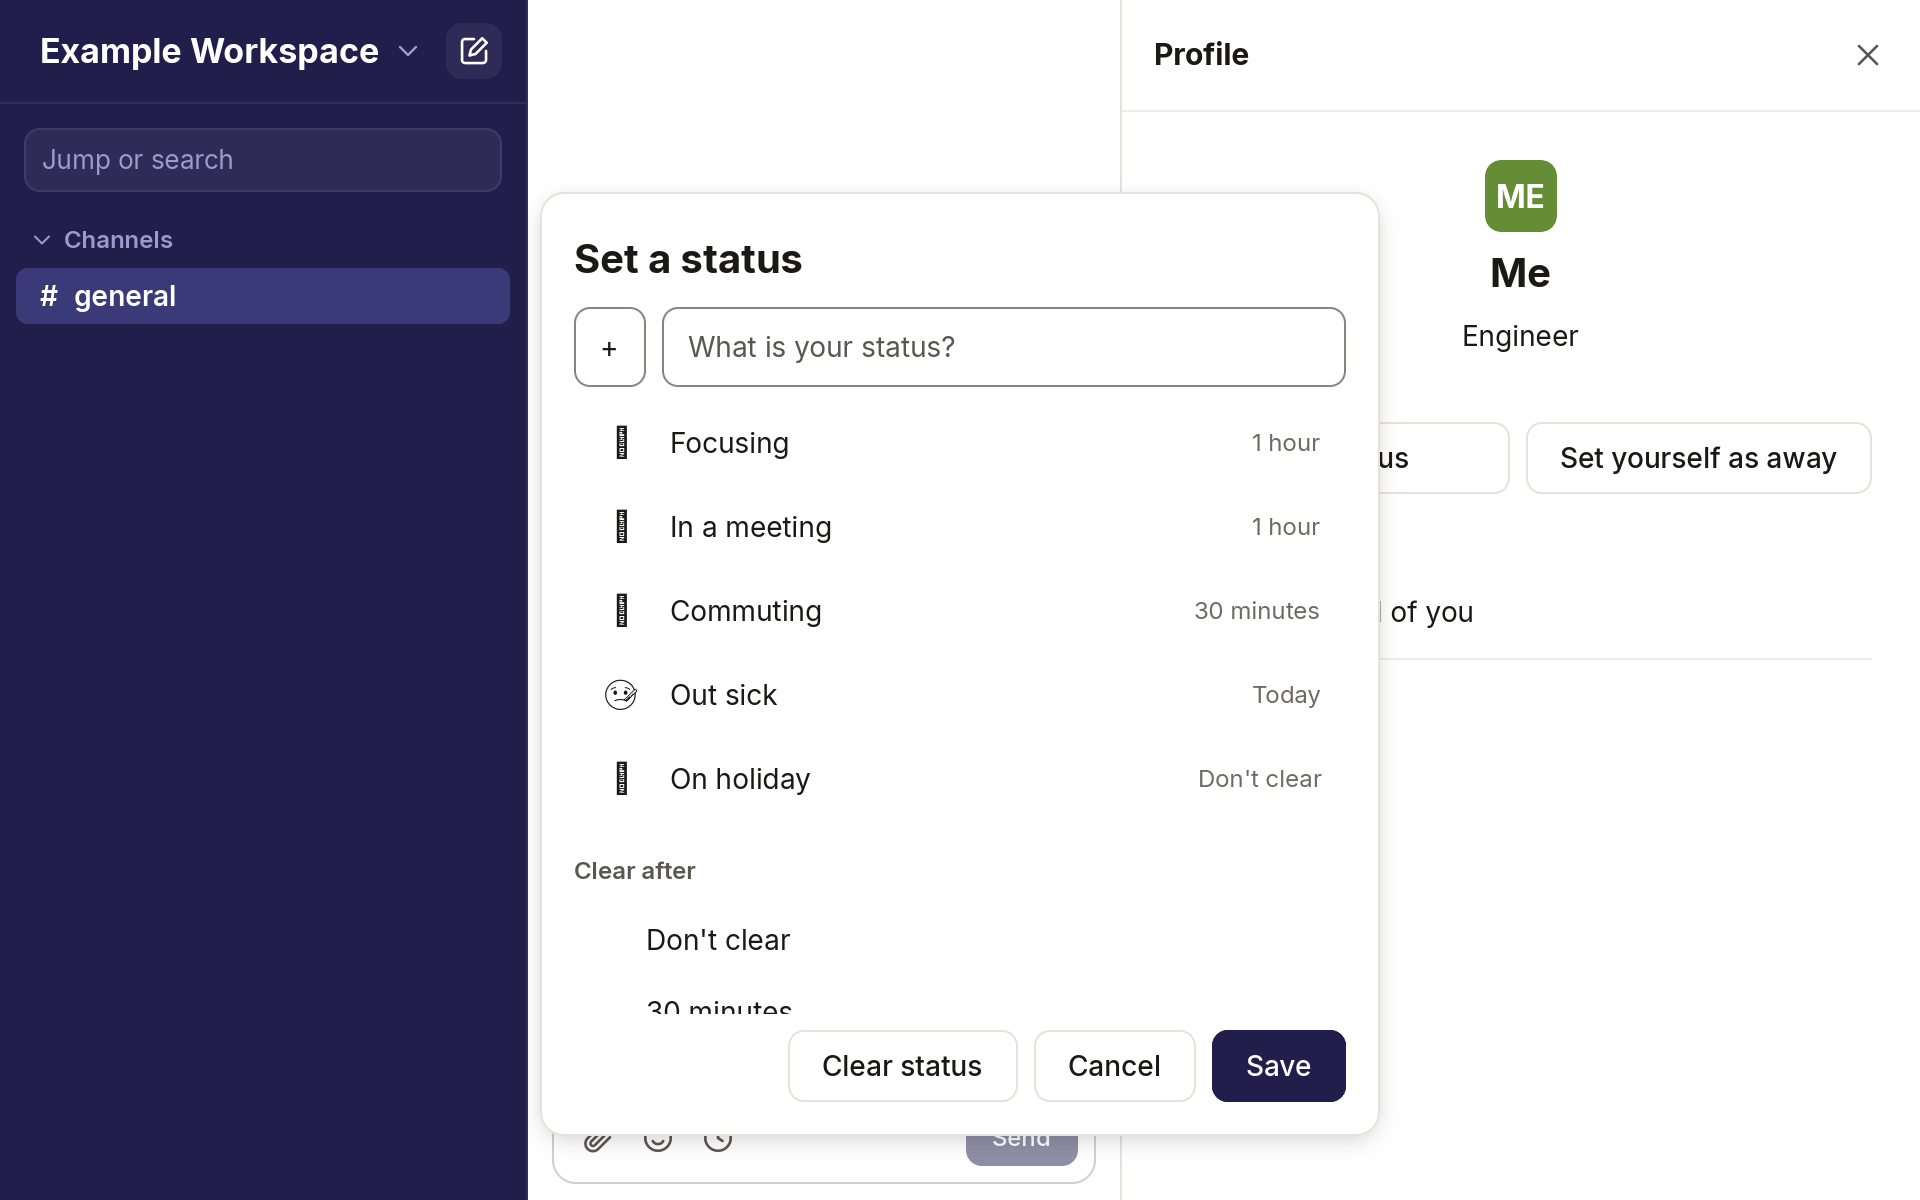 Example Workspace
Jump or search
Channels
# general
Profile
ME
Me
Engineer
us
Set yourself as away
of you
Set a status
+
What is your status?
Focusing 1 hour
In a meeting 1 hour
Commuting 30 minutes
Out sick Today
On holiday Don't clear
Clear after
Don't clear
30 minutes
Clear status
Cancel
Save
Send